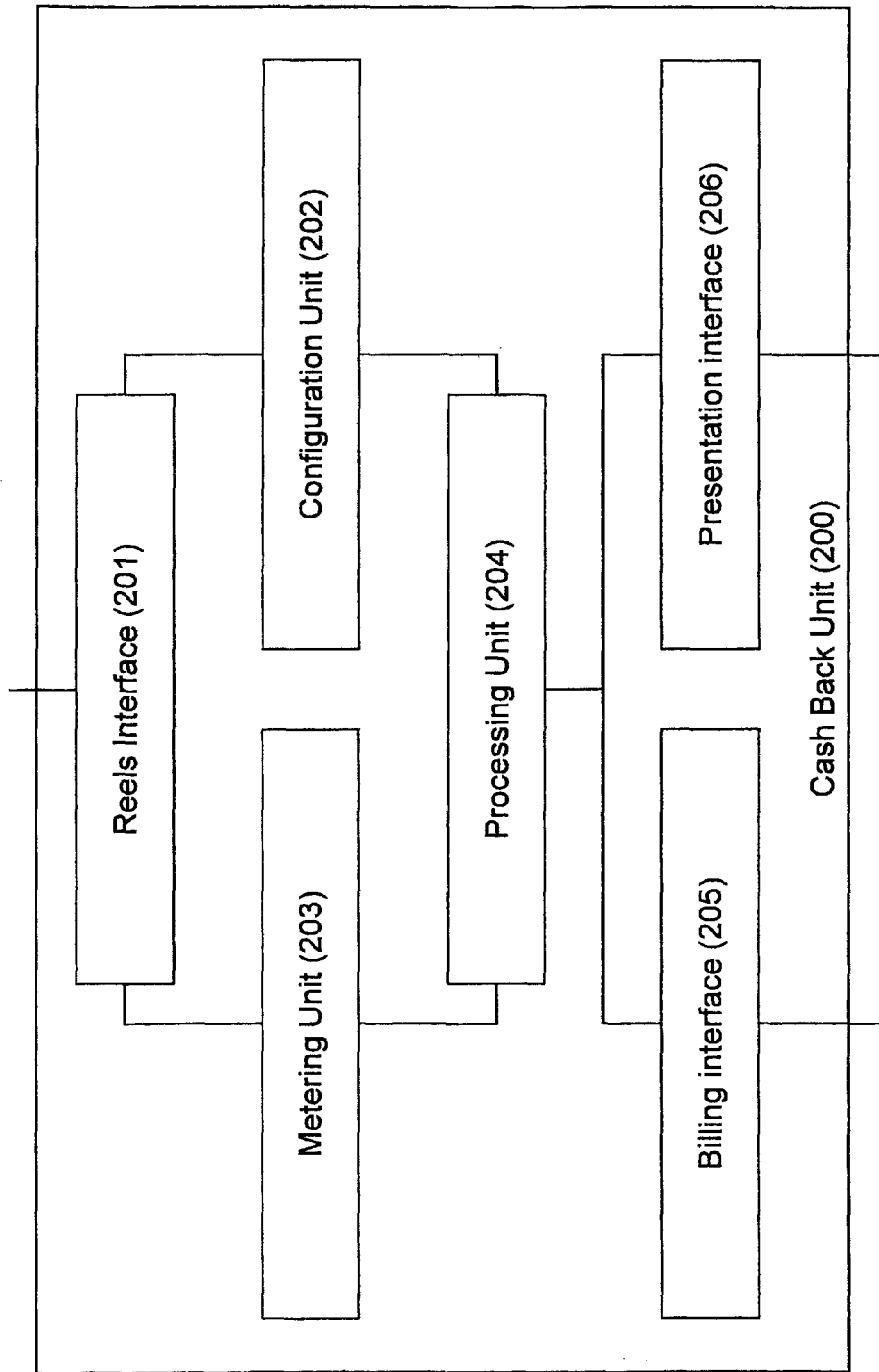 Reels Interface (201)
Metering Unit (203)
Configuration Unit (202)
Processing Unit (204)
Billing interface (205)
Presentation interface (206)
Cash Back Unit (200)